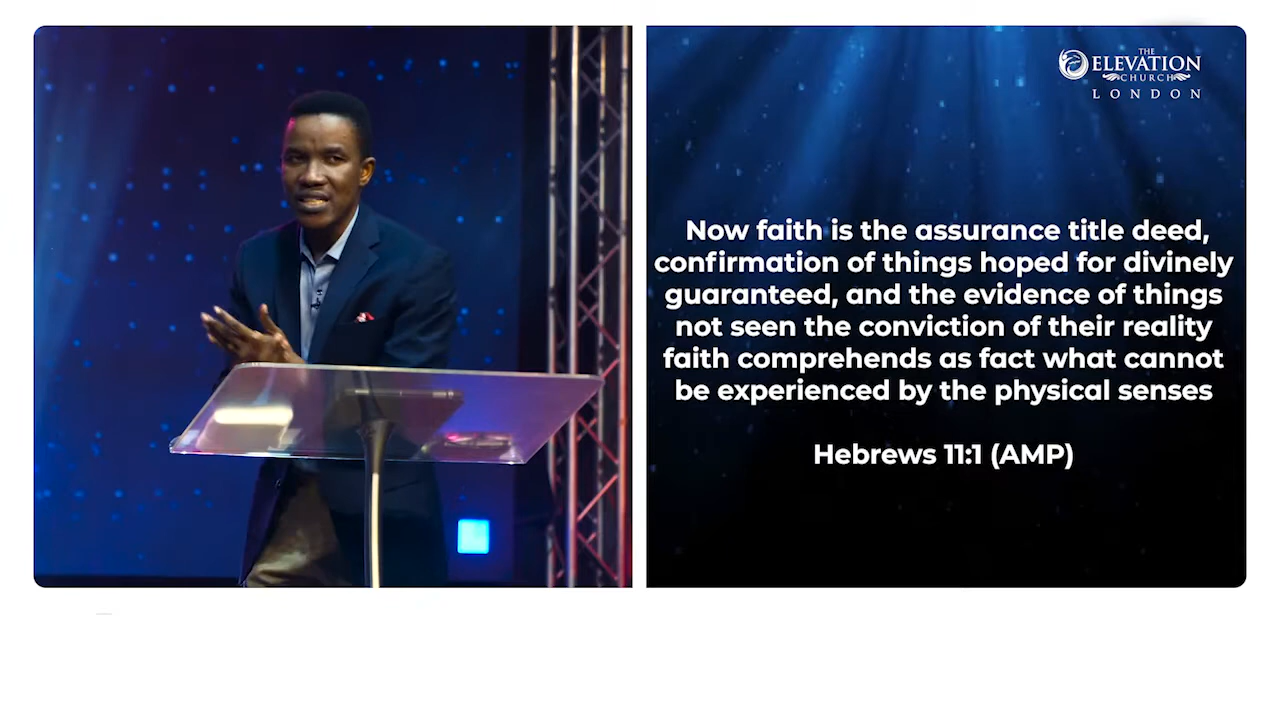 THE
ELEVATION
CHURCH
LONDON
Now faith is the assurance title deed,
confirmation of things hoped for divinely
guaranteed, and the evidence of things
not seen the conviction of their reality
faith comprehends as fact what cannot
be experienced by the physical senses
Hebrews 11:1 (AMP)